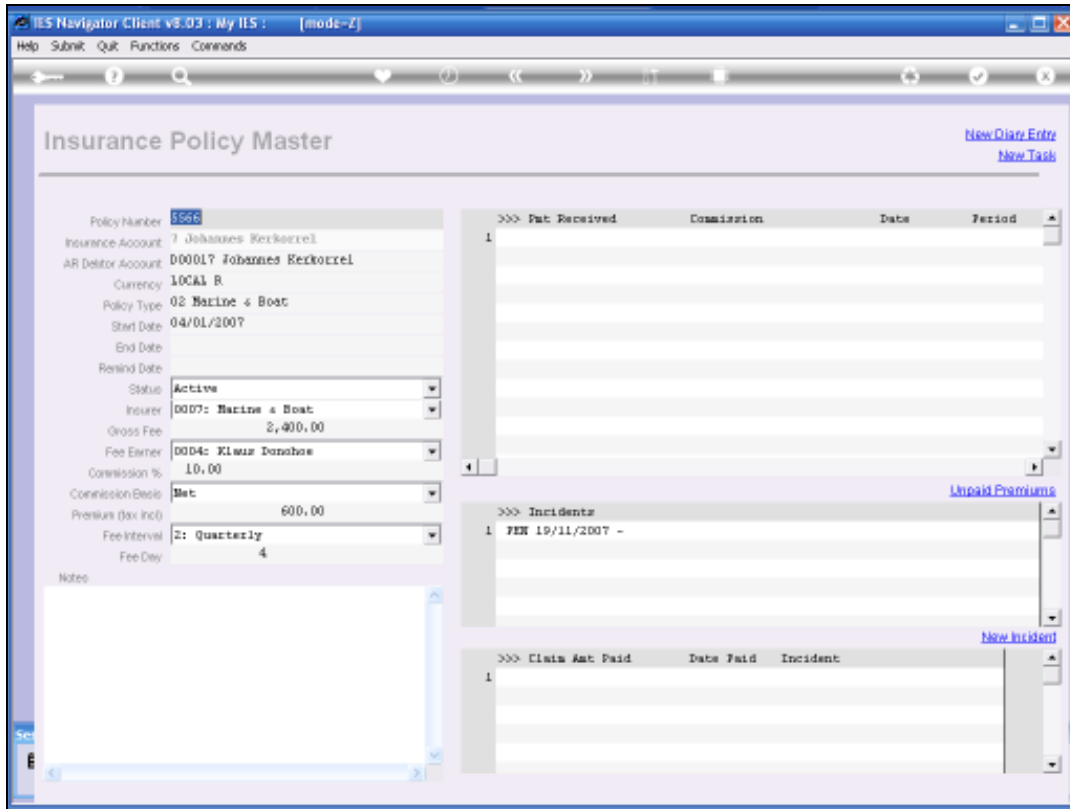 IES Navigator Client v8.03 : My IES : [mode-Z]
Help Submit Quit Functions Commands
Insurance Policy Master
New Diary Entry
New Task
Policy Number 5566
Insurance Account 7 Johannes Kerkorrel
AR Debtor Account D00017 Johannes Kerkorrel
Currency LOCAL R
Policy Type 02 Marine & Boat
Start Date 04/01/2007
End Date
Remind Date
Status Active
Insurer 0007: Marine & Boat
Gross Fee 2,400.00
Fee Earner 0004: Klaus Donohoe
Commission % 10.00
Commission Basis Net
Premium (tax incl) 600.00
Fee Interval 2: Quarterly
Fee Day 4
Notes
>>> Pmt Received Commission Date Period
1
Unpaid Premiums
>>> Incidents
1 PEN 19/11/2007 -
New Incident
>>> Claim Amt Paid Date Paid Incident
1